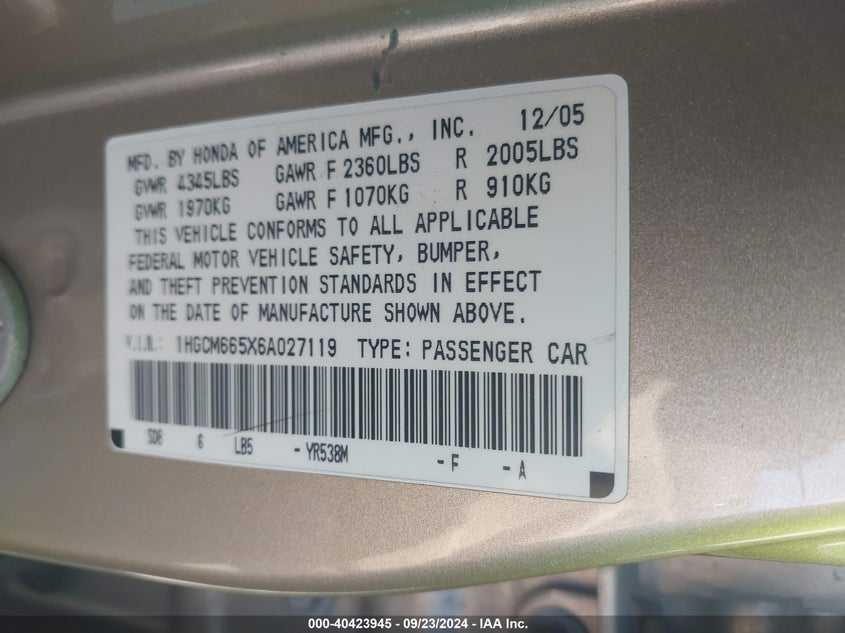 MFD. BY HONDA OF AMERICA MFG., INC. 12/05
GVWR 4345LBS GAWR F 2360LBS R 2005LBS
GVWR 1970KG GAWR F 1070KG R 910KG
THIS VEHICLE CONFORMS TO ALL APPLICABLE
FEDERAL MOTOR VEHICLE SAFETY, BUMPER,
AND THEFT PREVENTION STANDARDS IN EFFECT
ON THE DATE OF MANUFACTURE SHOWN ABOVE.
V.I.N.: 1HGCM665X6A027119 TYPE: PASSENGER CAR
SD8 6 LB5 - YR538M - F - A
000-40423945 - 09/23/2024 - IAA Inc.